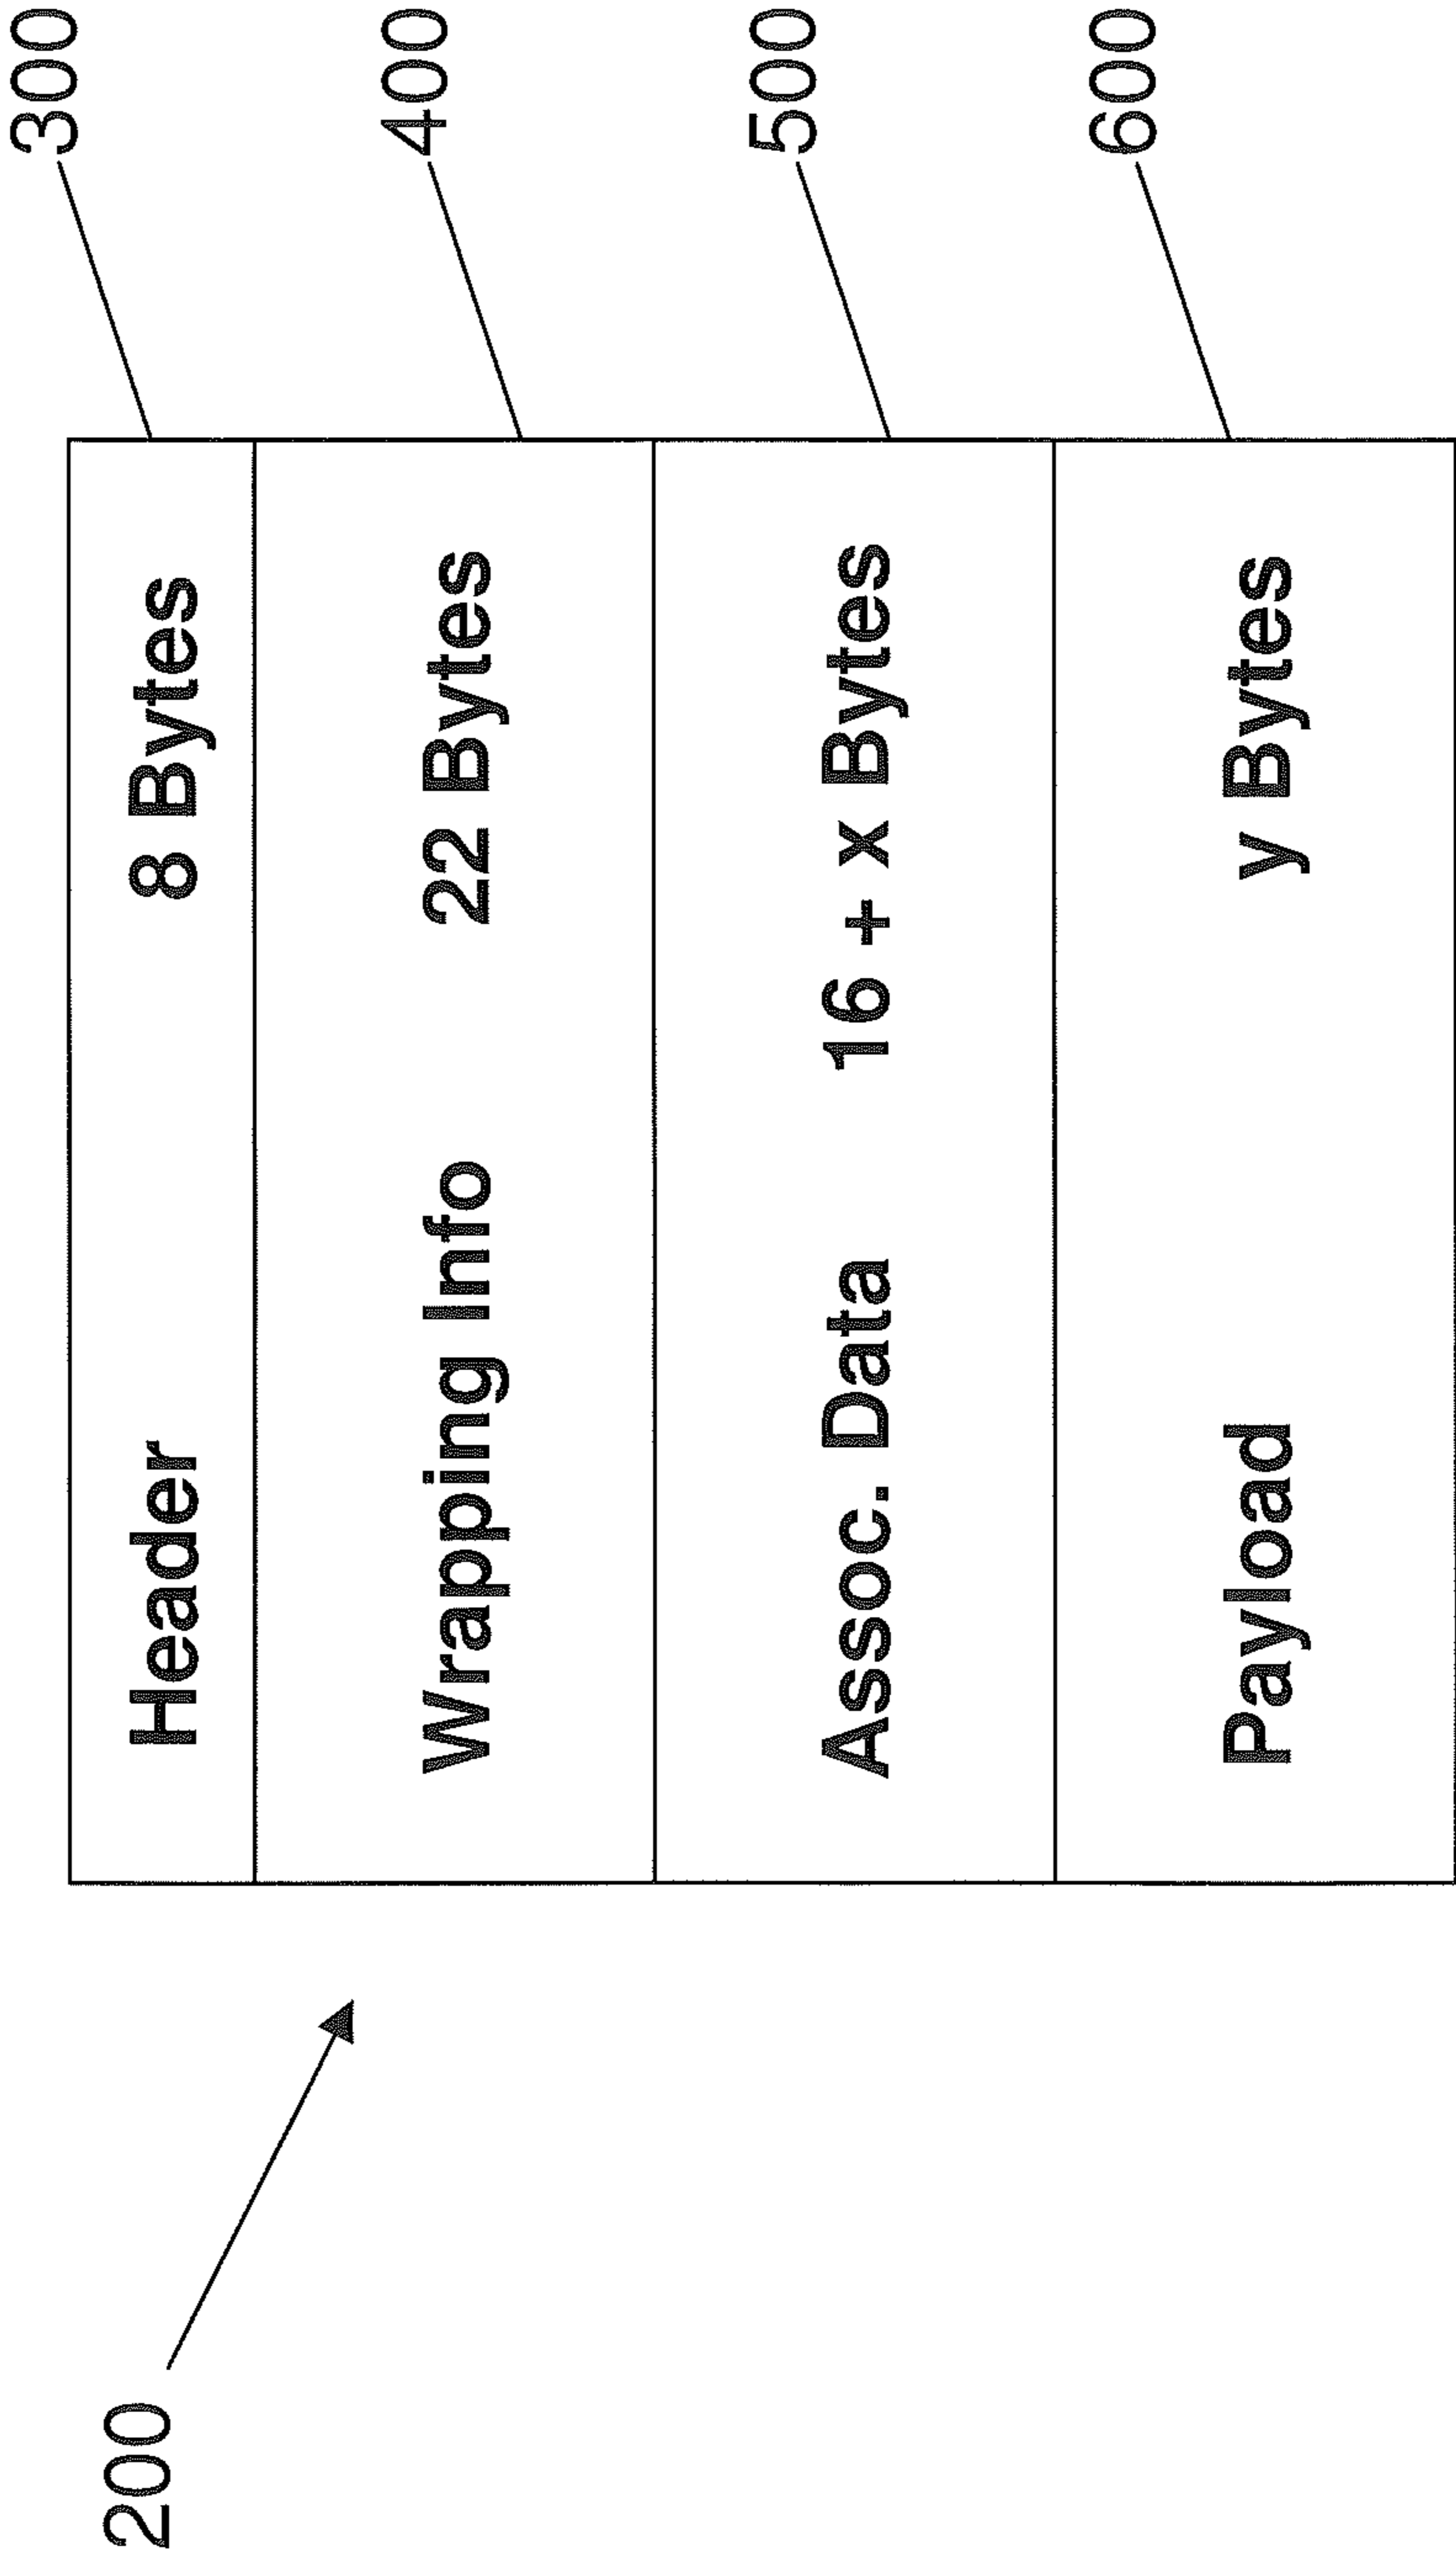 200
Header 8 Bytes 300
Wrapping Info 22 Bytes 400
Assoc. Data 16 + x Bytes 500
Payload y Bytes 600